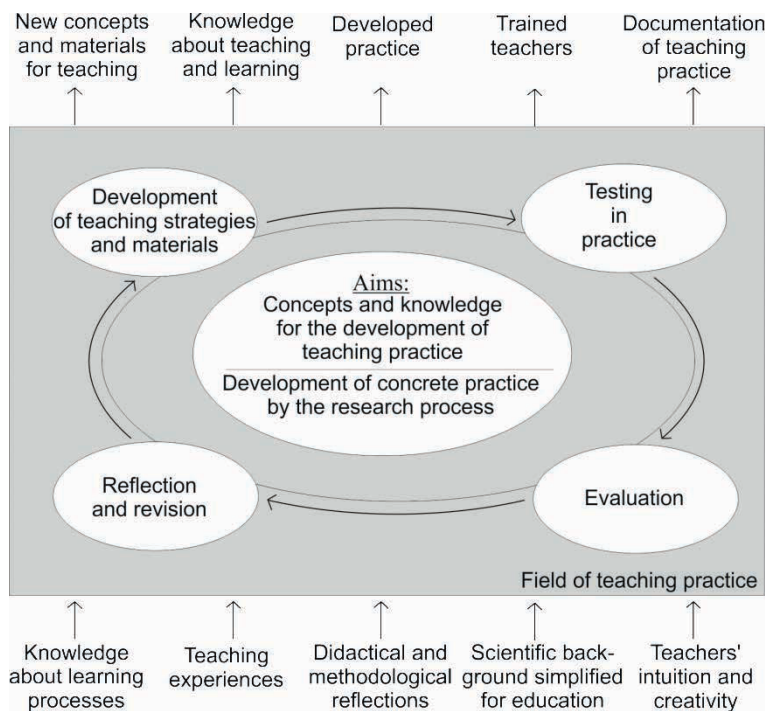 New concepts
and materials
for teaching
Knowledge
about teaching
and learning
Developed
practice
Trained
teachers
Documentation
of teaching
practice
Development
of teaching strategies
and materials
Testing
in
practice
Aims:
Concepts and knowledge
for the development of
teaching practice
Development of concrete practice
by the research process
Reflection
and revision
Evaluation
Field of teaching practice
Knowledge
about learning
processes
Teaching
experiences
Didactical and
methodological
reflections
Scientific back-
ground simplified
for education
Teachers'
intuition and
creativity